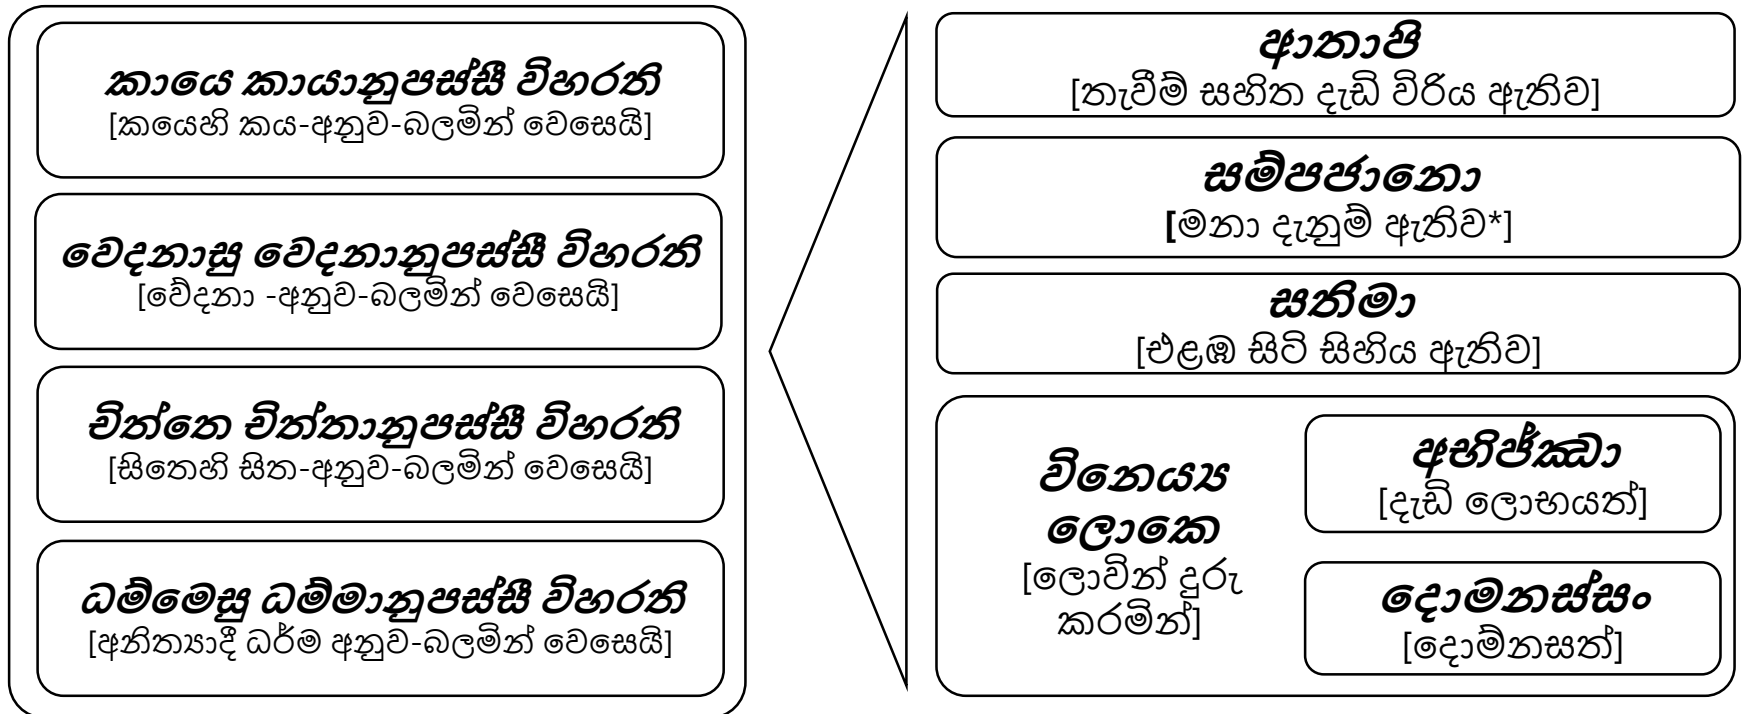 කායෙ කායානුපස්සී විහරති
[කයෙහි කය-අනුව-බලමින් වෙසෙයි]
වෙදනාසු වෙදනානුපස්සී විහරති
[වේදනා -අනුව-බලමින් වෙසෙයි]
චිත්තෙ චිත්තානුපස්සී විහරති
[සිතෙහි සිත-අනුව-බලමින් වෙසෙයි]
ධම්මෙසු ධම්මානුපස්සී විහරති
[අනිත්‍යාදී ධර්ම අනුව-බලමින් වෙසෙයි]
ආතාපි
[තැවීම් සහිත දැඩි විරිය ඇතිව]
සම්පජානො
[මනා දැනුම් ඇතිව*]
සතිමා
[එළඹ සිටි සිහිය ඇතිව]
විනෙය්‍ය
ලොකෙ
[ලොවින් දුරු
කරමින්]
අභිජ්ඣා
[දැඩි ලොභයත්]
දොමනස්සං
[දොම්නසත්]